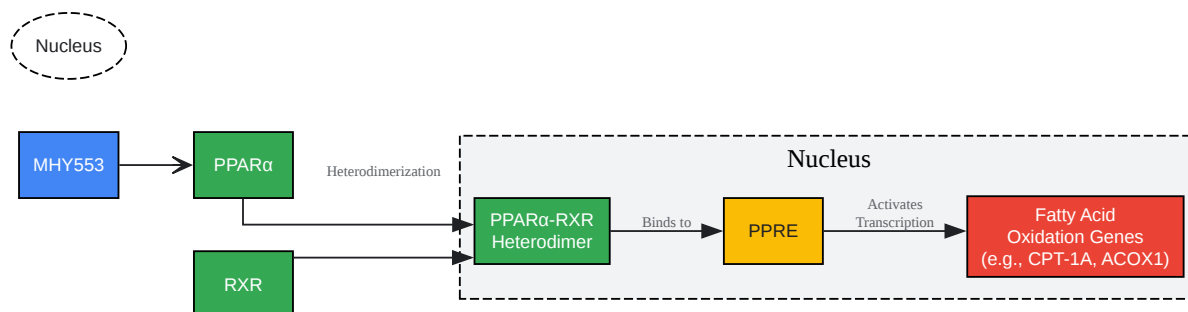 Nucleus
MHY553
PPARα
Heterodimerization
Nucleus
PPARα-RXR
Heterodimer
Binds to
PPRE
Activates
Transcription
Fatty Acid
Oxidation Genes
(e.g., CPT-1A, ACOX1)
RXR